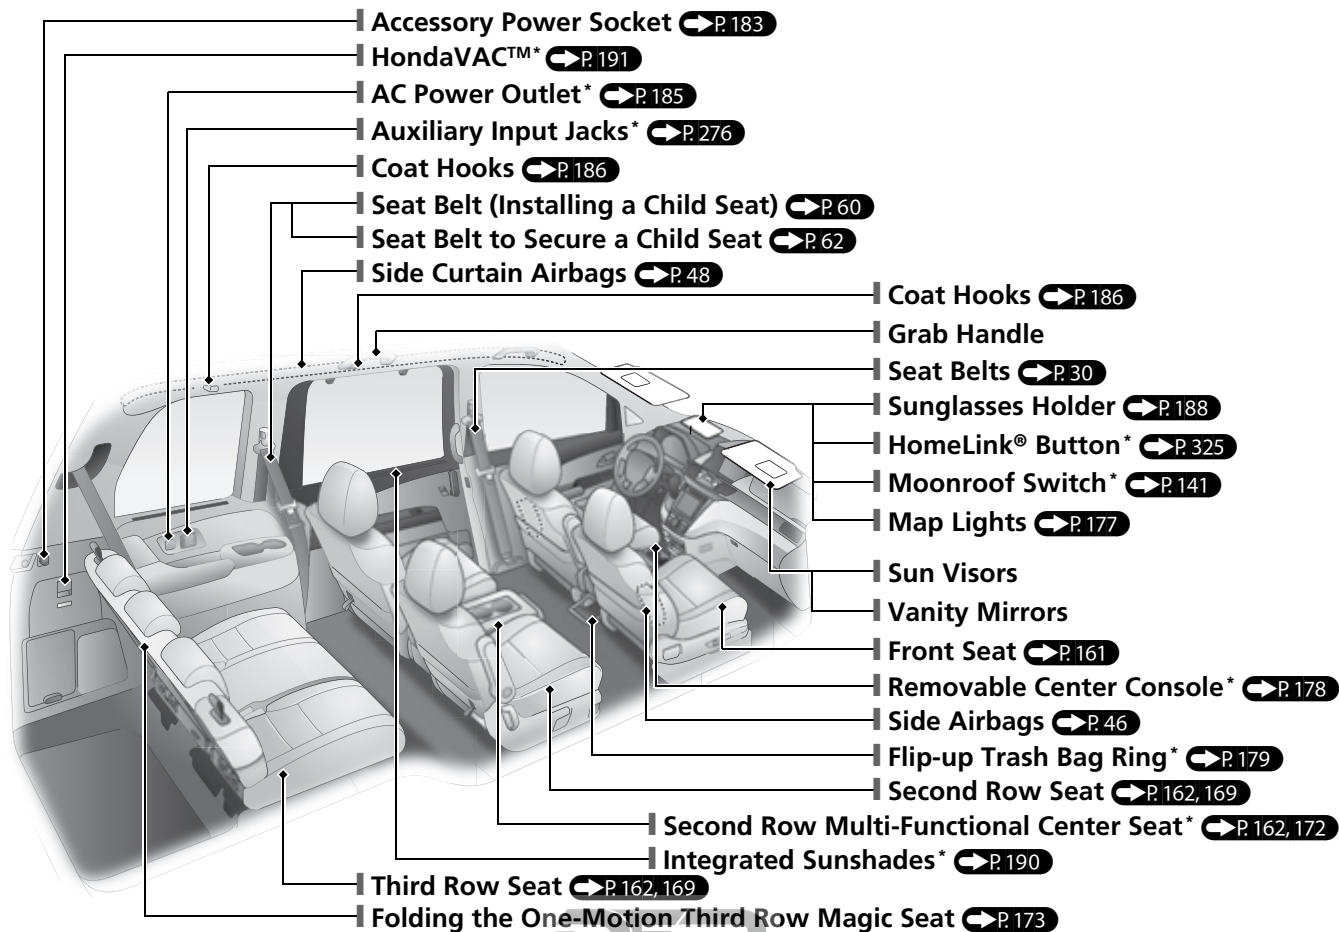 Accessory Power Socket P. 183
HondaVAC™* P. 191
AC Power Outlet* P. 185
Auxiliary Input Jacks* P. 276
Coat Hooks P. 186
Seat Belt (Installing a Child Seat) P. 60
Seat Belt to Secure a Child Seat P. 62
Side Curtain Airbags P. 48
Coat Hooks P. 186
Grab Handle
Seat Belts P. 30
Sunglasses Holder P. 188
HomeLink® Button* P. 325
Moonroof Switch* P. 141
Map Lights P. 177
Sun Visors
Vanity Mirrors
Front Seat P. 161
Removable Center Console* P. 178
Side Airbags P. 46
Flip-up Trash Bag Ring* P. 179
Second Row Seat P. 162, 169
Second Row Multi-Functional Center Seat* P. 162, 172
Integrated Sunshades* P. 190
Third Row Seat P. 162, 169
Folding the One-Motion Third Row Magic Seat P. 173